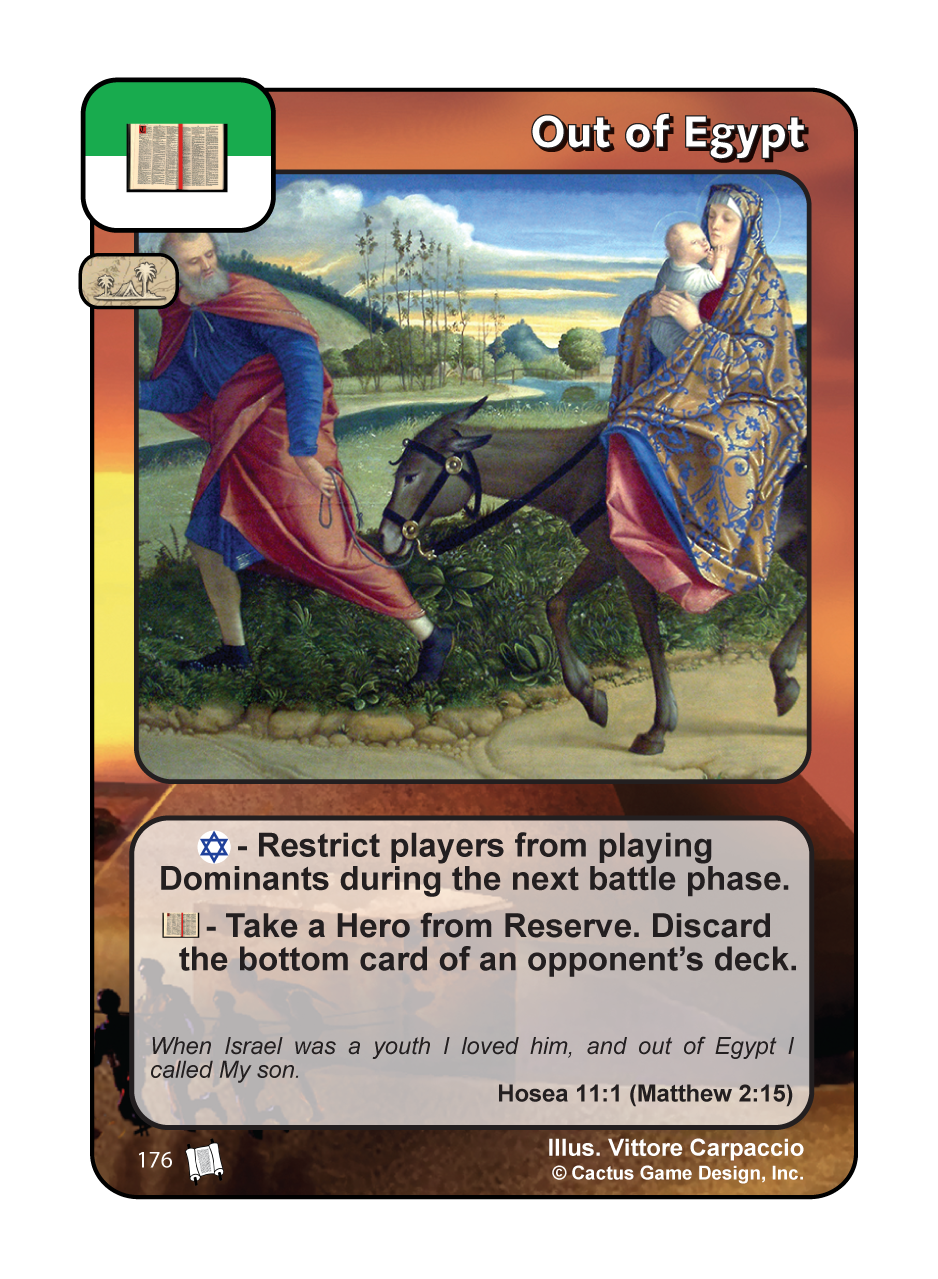 Out of Egypt
- Restrict players from playing
Dominants during the next battle phase.
- Take a Hero from Reserve. Discard
the bottom card of an opponent's deck.
When Israel was a youth I loved him, and out of Egypt I
called My son.
Hosea 11:1 (Matthew 2:15)
176
Illus. Vittore Carpaccio
© Cactus Game Design, Inc.